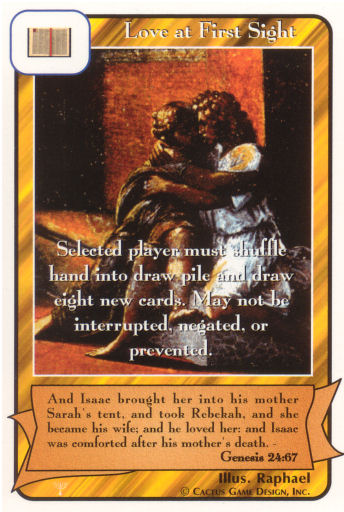 Love at First Sight
Selected player must shuffle
hand into draw pile and draw
eight new cards. May not be
interrupted, negated, or
prevented.
And Isaac brought her into his mother
Sarah's tent, and took Rebekah, and she
became his wife; and he loved her: and Isaac
was comforted after his mother's death. -
Genesis 24:67
Illus. Raphael
© Cactus Game Design, Inc.